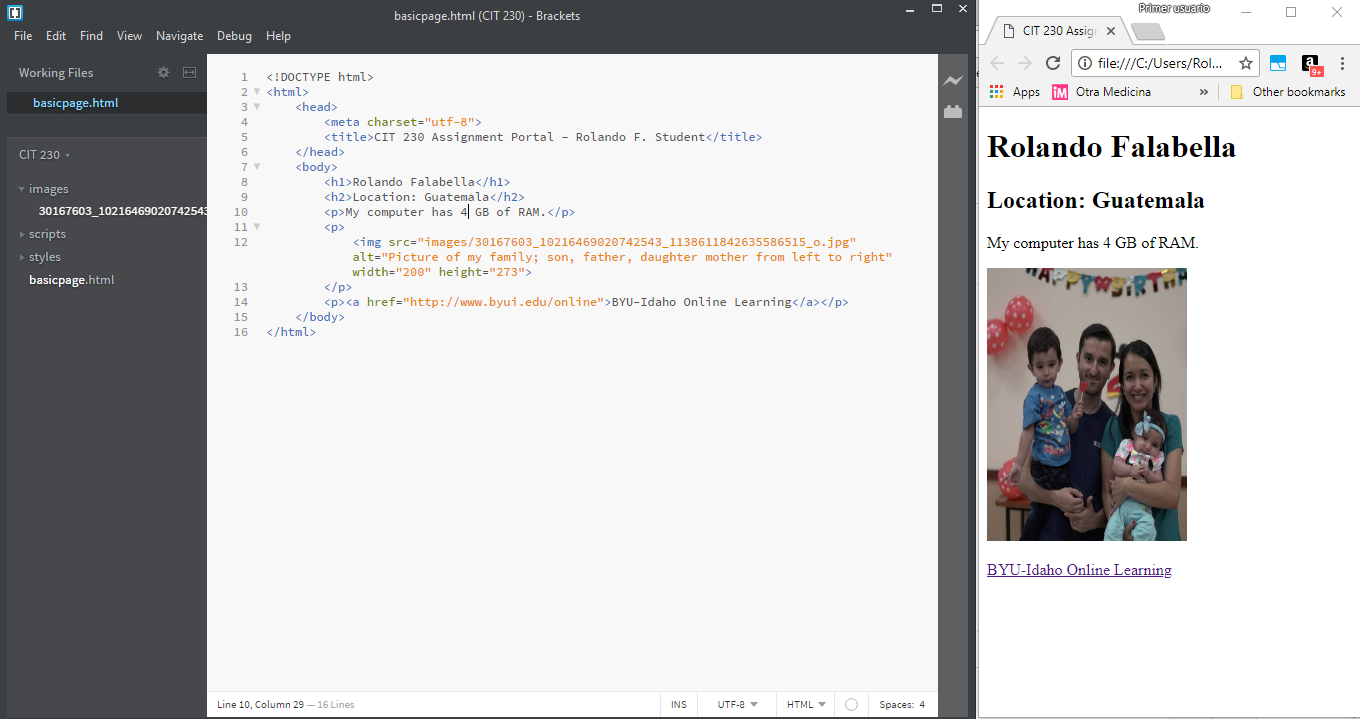 basicpage.html (CIT 230) - Brackets
File Edit Find View Navigate Debug Help
Working Files
basicpage.html
CIT 230
images
30167603_10216469020742543
scripts
styles
basicpage.html
1 <!DOCTYPE html>
2 <html>
3 <head>
4 <meta charset="utf-8">
5 <title>CIT 230 Assignment Portal - Rolando F. Student</title>
6 </head>
7 <body>
8 <h1>Rolando Falabella</h1>
9 <h2>Location: Guatemala</h2>
10 <p>My computer has 4 GB of RAM.</p>
11 <p>
12 <img src="images/30167603_10216469020742543_1138611842635586515_o.jpg"
alt="Picture of my family; son, father, daughter mother from left to right"
width="200" height="273">
13 </p>
14 <p><a href="http://www.byui.edu/online">BYU-Idaho Online Learning</a></p>
15 </body>
16 </html>
Line 10, Column 29 — 16 Lines
INS UTF-8 HTML Spaces: 4
Primer usuario
CIT 230 Assig
file:///C:/Users/Rol...
9+
Apps iM Otra Medicina » Other bookmarks
Rolando Falabella
Location: Guatemala
My computer has 4 GB of RAM.
BYU-Idaho Online Learning